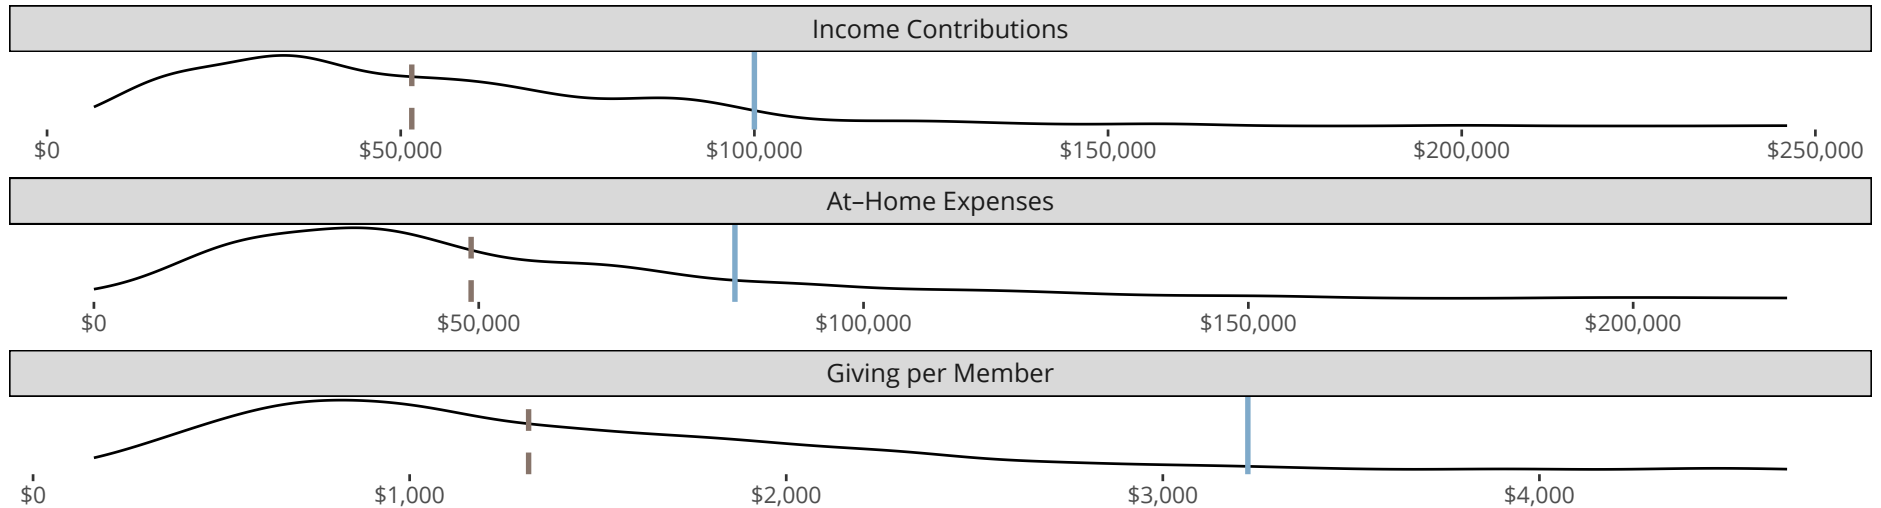 Income Contributions
$0 $50,000 $100,000 $150,000 $200,000 $250,000
At–Home Expenses
$0 $50,000 $100,000 $150,000 $200,000
Giving per Member
$0 $1,000 $2,000 $3,000 $4,000